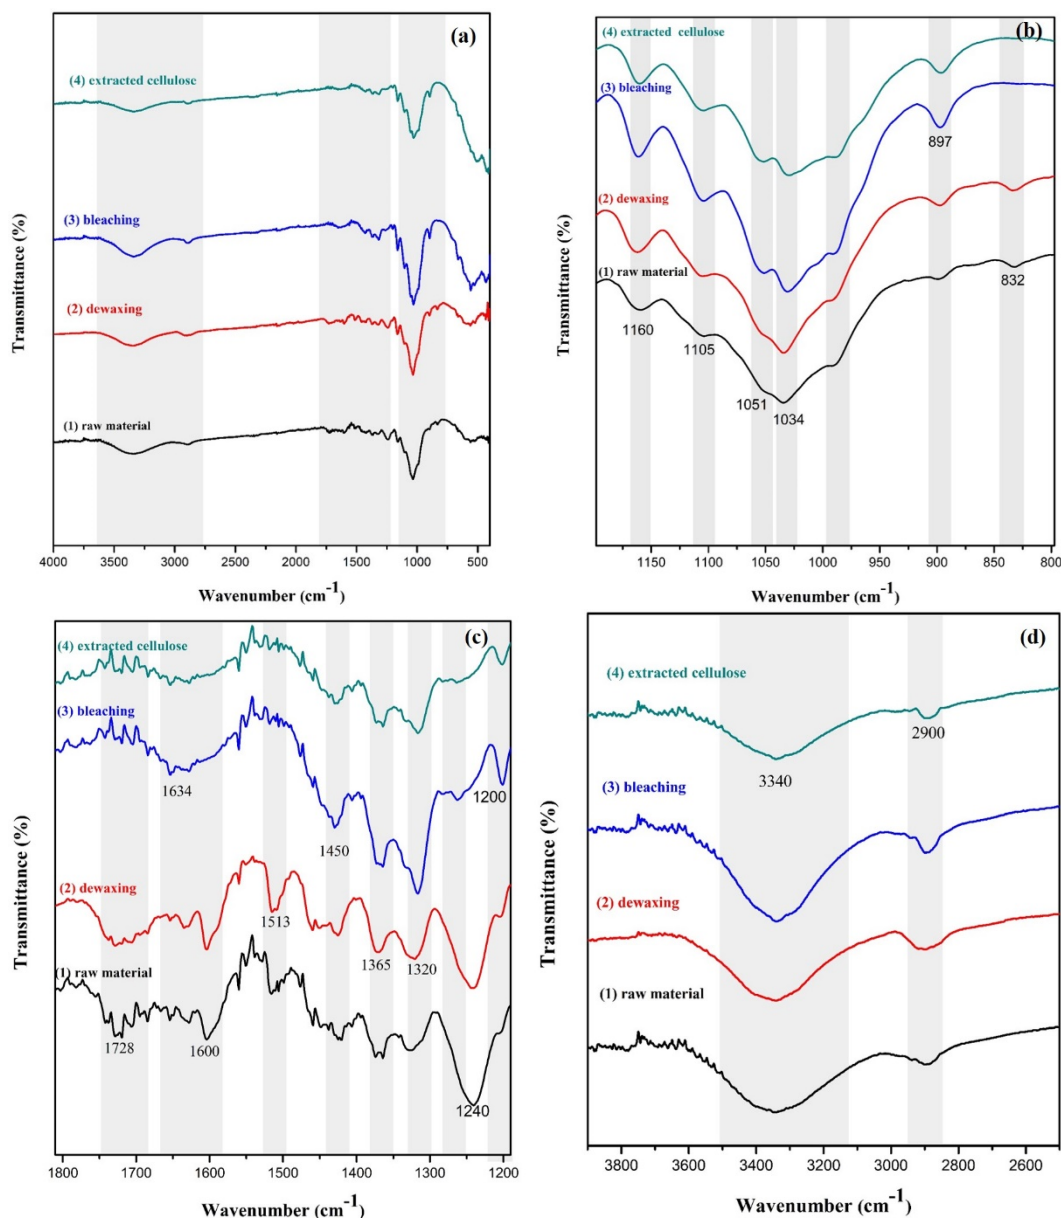 (a)
(4) extracted cellulose
(3) bleaching
(2) dewaxing
(1) raw material
Transmittance (%)
4000 3500 3000 2500 2000 1500 1000 500
Wavenumber (cm-1)
(b)
(4) extracted cellulose
(3) bleaching
897
(2) dewaxing
(1) raw material
832
1160
1105
1051
1034
Transmittance (%)
1150 1100 1050 1000 950 900 850 800
Wavenumber (cm-1)
(c)
(4) extracted cellulose
(3) bleaching
1634
1200
1450
(2) dewaxing
1513
1365 1320
(1) raw material
1728
1600
1240
Transmittance (%)
1800 1700 1600 1500 1400 1300 1200
Wavenumber (cm-1)
(d)
(4) extracted cellulose
2900
3340
(3) bleaching
(2) dewaxing
(1) raw material
Transmittance (%)
3800 3600 3400 3200 3000 2800 2600
Wavenumber (cm-1)